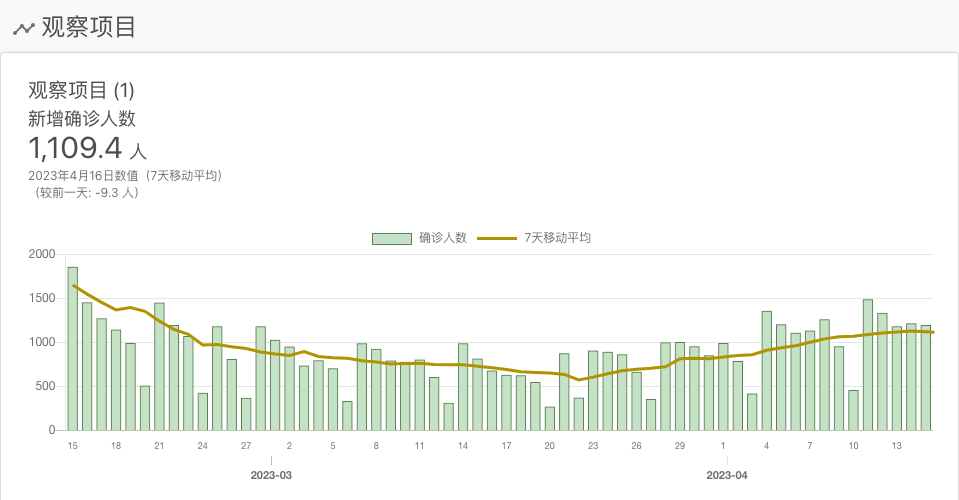 观察项目
观察项目 (1)
新增确诊人数
1,109.4 人
2023年4月16日数值（7天移动平均）
（较前一天: -9.3 人）
确诊人数 7天移动平均
2000
1500
1000
500
0
15 18 21 24 27 2 5 8 11 14 17 20 23 26 29 1 4 7 10 13
2023-03 2023-04